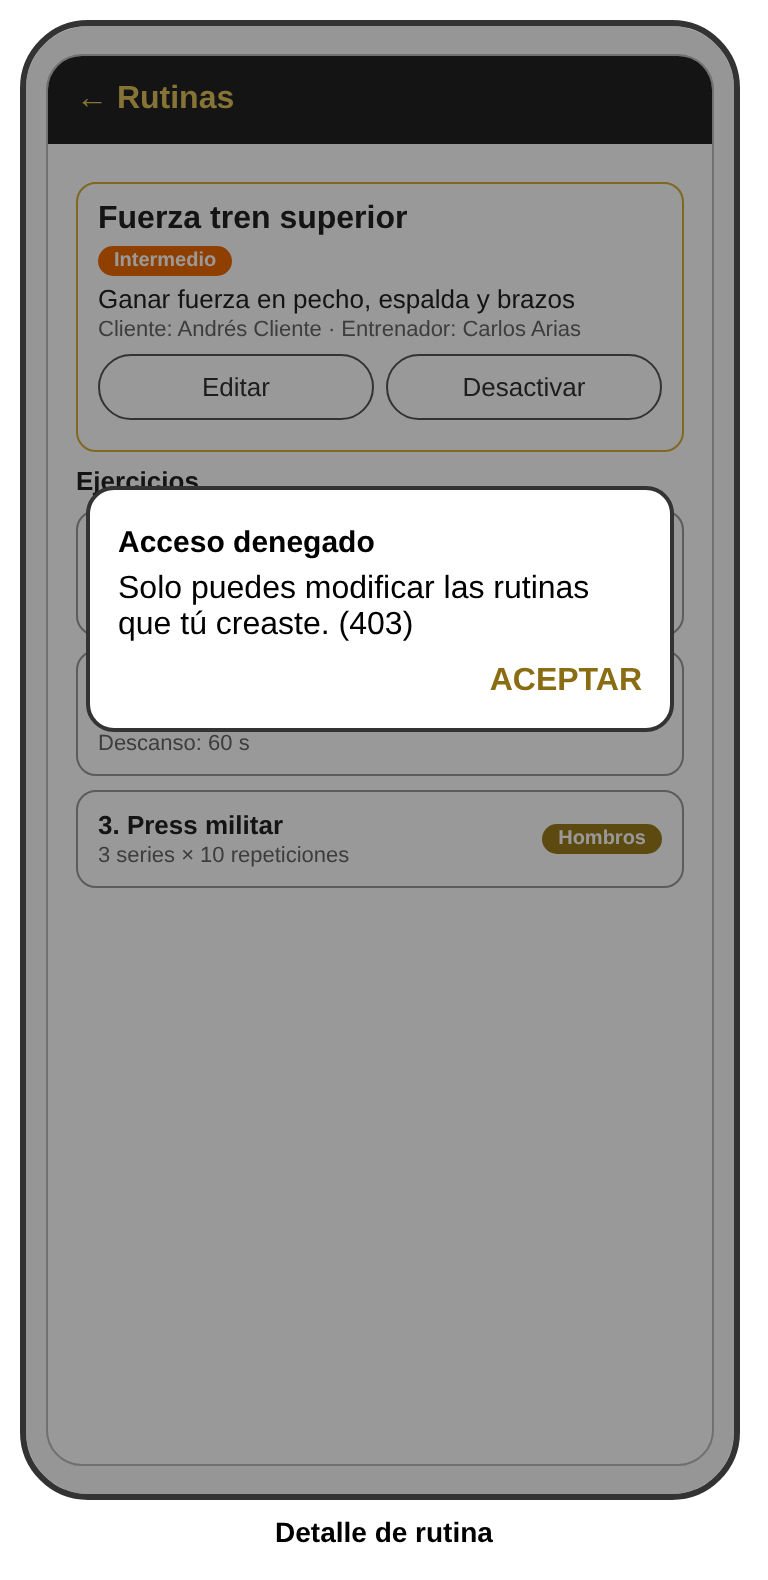 ← Rutinas
Fuerza tren superior
Intermedio
Ganar fuerza en pecho, espalda y brazos
Cliente: Andrés Cliente · Entrenador: Carlos Arias
Editar
Desactivar
Ejercicios
Acceso denegado
Solo puedes modificar las rutinas
que tú creaste. (403)
ACEPTAR
Descanso: 60 s
3. Press militar
3 series × 10 repeticiones
Hombros
Detalle de rutina